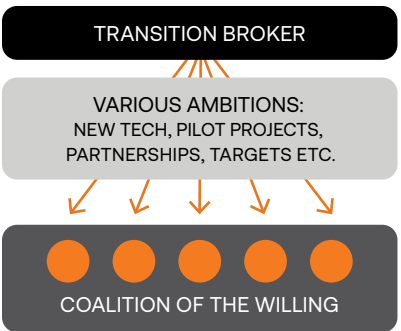 TRANSITION BROKER
VARIOUS AMBITIONS:
NEW TECH, PILOT PROJECTS,
PARTNERSHIPS, TARGETS ETC.
COALITION OF THE WILLING